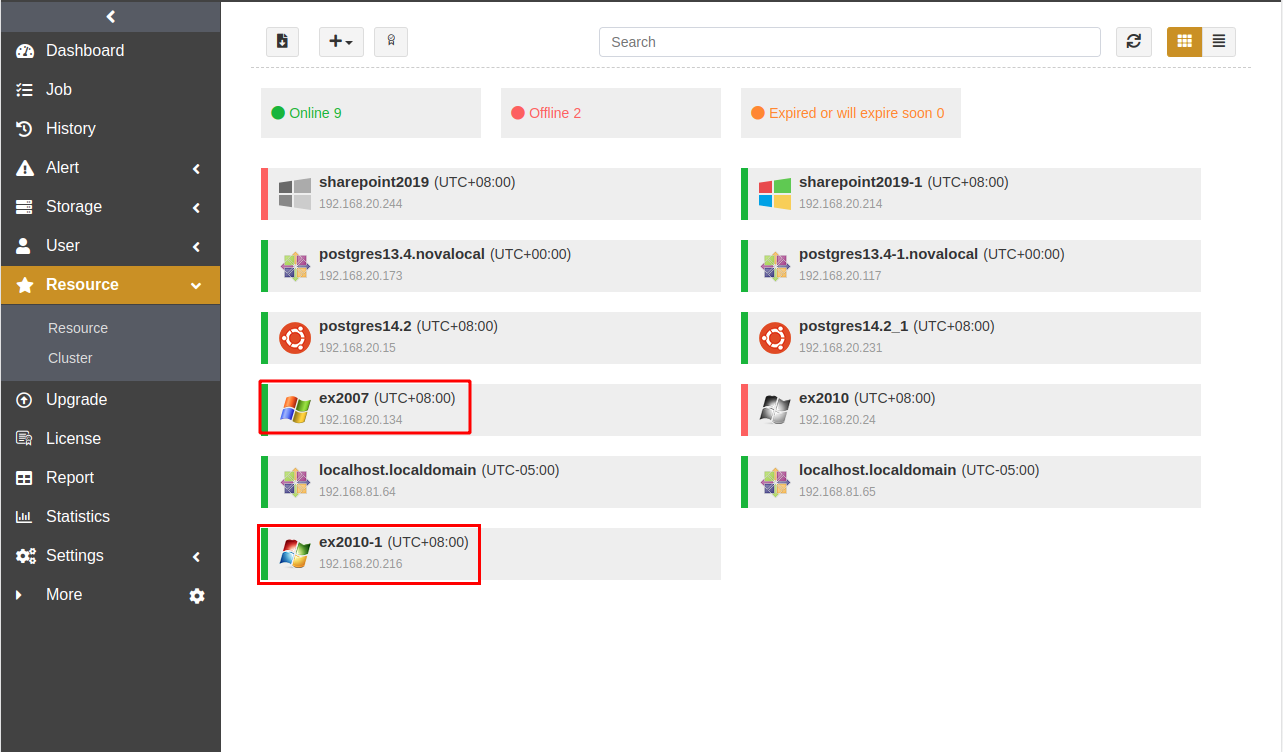 Dashboard
Job
History
Alert
Storage
User
Resource
Resource
Cluster
Upgrade
License
Report
Statistics
Settings
More
Search
Online 9
Offline 2
Expired or will expire soon 0
sharepoint2019 (UTC+08:00)
192.168.20.244
sharepoint2019-1 (UTC+08:00)
192.168.20.214
postgres13.4.novalocal (UTC+00:00)
192.168.20.173
postgres13.4-1.novalocal (UTC+00:00)
192.168.20.117
postgres14.2 (UTC+08:00)
192.168.20.15
postgres14.2_1 (UTC+08:00)
192.168.20.231
ex2007 (UTC+08:00)
192.168.20.134
ex2010 (UTC+08:00)
192.168.20.24
localhost.localdomain (UTC-05:00)
192.168.81.64
localhost.localdomain (UTC-05:00)
192.168.81.65
ex2010-1 (UTC+08:00)
192.168.20.216